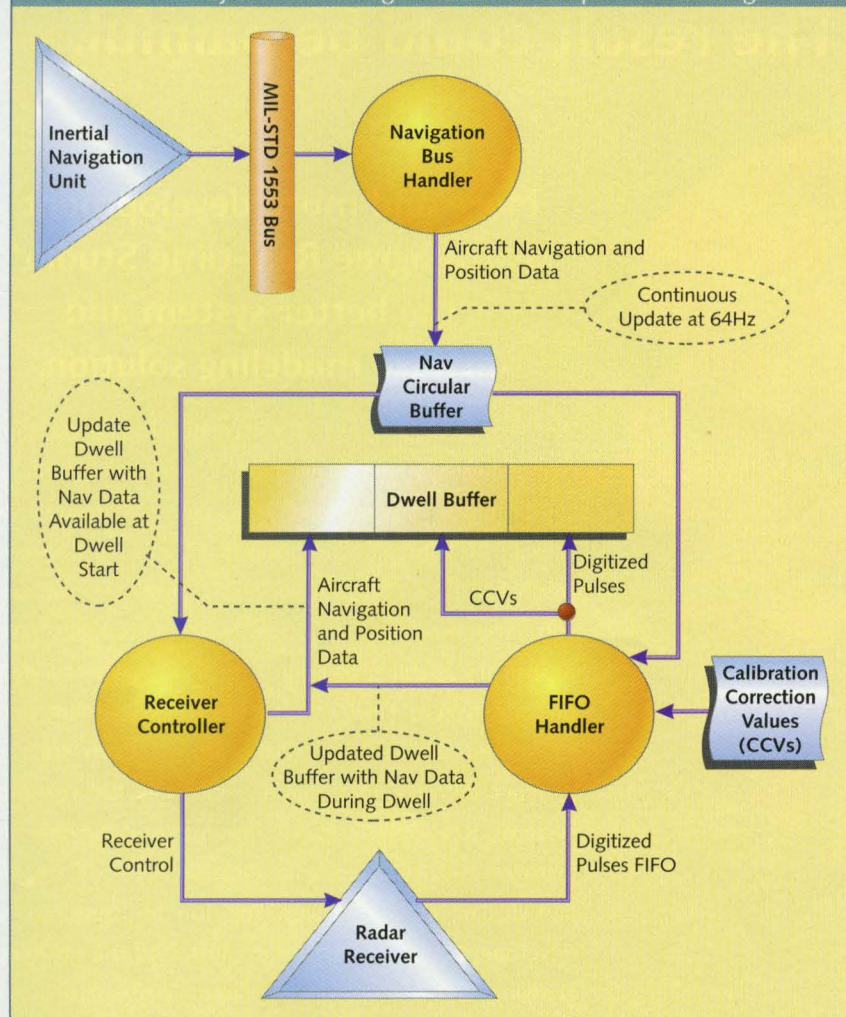 Inertial
Navigation
Unit
MIL-STD 1553 Bus
Navigation
Bus
Handler
Aircraft Navigation and
Position Data
Continuous
Update at 64Hz
Nav
Circular
Buffer
Update
Dwell
Buffer with
Nav Data
Available at
Dwell
Start
Dwell Buffer
Aircraft
Navigation
and Position
Data
CCVs
Digitized
Pulses
Receiver
Controller
FIFO
Handler
Calibration
Correction
Values
(CCVs)
Updated Dwell
Buffer with Nav Data
During Dwell
Receiver
Control
Digitized
Pulses FIFO
Radar
Receiver